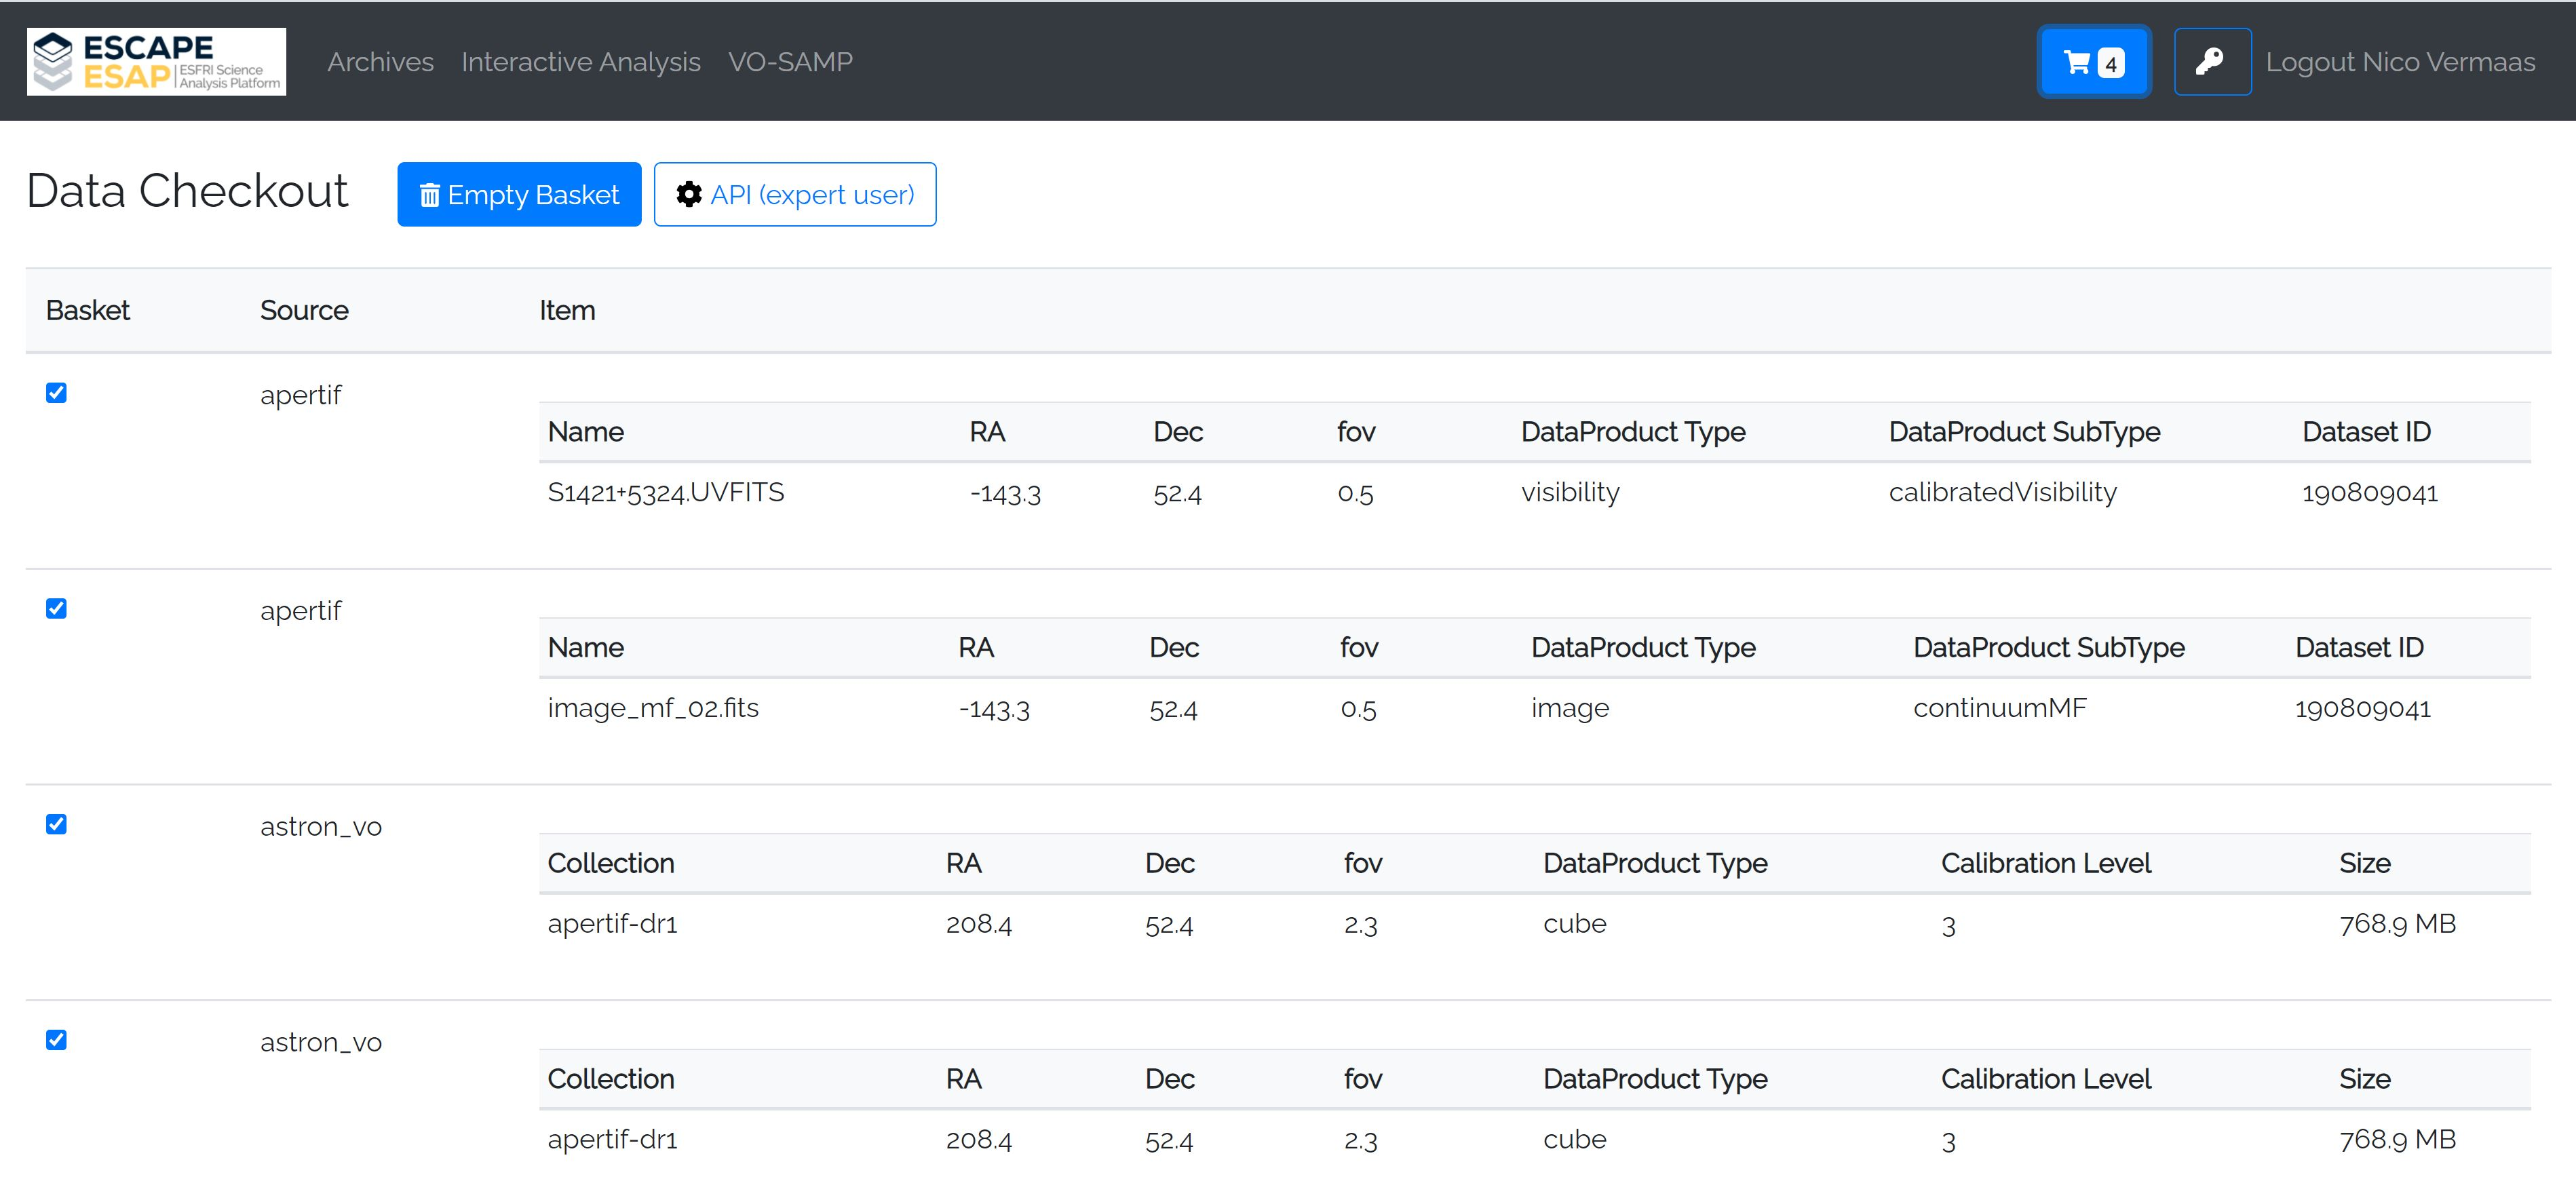 ESCAPE
ESAP ESFRI Science
Analysis Platform
Archives Interactive Analysis VO-SAMP 4 Logout Nico Vermaas
Data Checkout Empty Basket API (expert user)
Basket Source Item
apertif
Name RA Dec fov DataProduct Type DataProduct SubType Dataset ID
S1421+5324.UVFITS -143.3 52.4 0.5 visibility calibratedVisibility 190809041
apertif
Name RA Dec fov DataProduct Type DataProduct SubType Dataset ID
image_mf_02.fits -143.3 52.4 0.5 image continuumMF 190809041
astron_vo
Collection RA Dec fov DataProduct Type Calibration Level Size
apertif-dr1 208.4 52.4 2.3 cube 3 768.9 MB
astron_vo
Collection RA Dec fov DataProduct Type Calibration Level Size
apertif-dr1 208.4 52.4 2.3 cube 3 768.9 MB